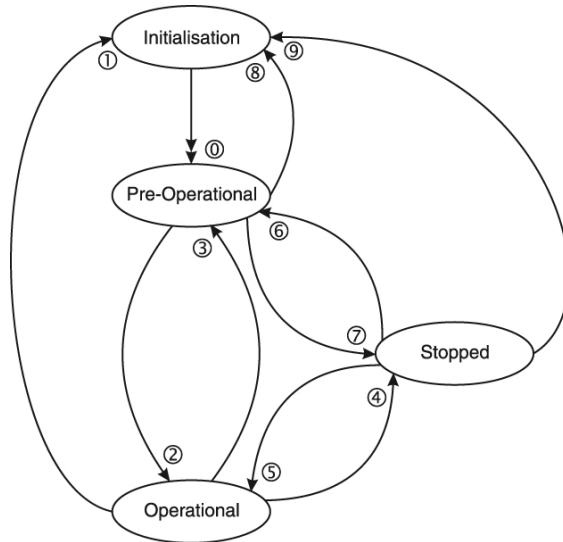 Initialisation
①
⑧
⑨
⓪
Pre-Operational
③
⑥
⑦
Stopped
④
②
⑤
Operational